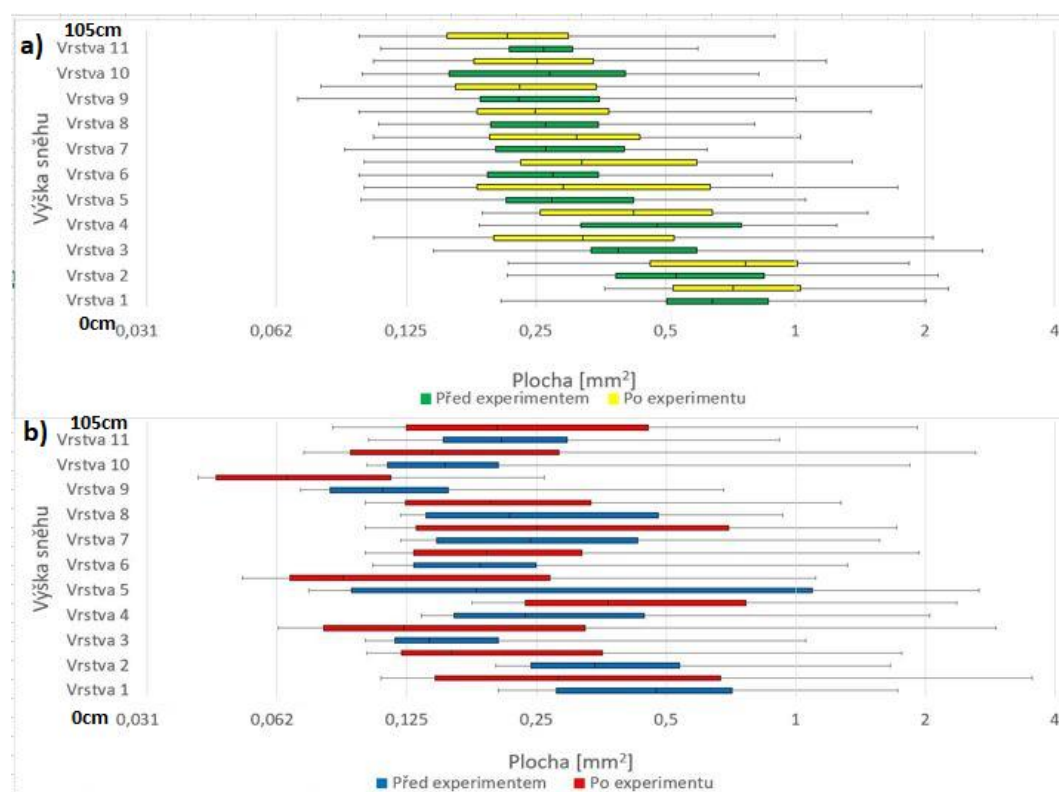 a)
105cm
Vrstva 11
Vrstva 10
Vrstva 9
Vrstva 8
Vrstva 7
Vrstva 6
Vrstva 5
Vrstva 4
Vrstva 3
Vrstva 2
Vrstva 1
0cm
Výška sněhu
0,031 0,062 0,125 0,25 0,5 1 2 4
Plocha [mm²]
Před experimentem Po experimentu
b)
105cm
Vrstva 11
Vrstva 10
Vrstva 9
Vrstva 8
Vrstva 7
Vrstva 6
Vrstva 5
Vrstva 4
Vrstva 3
Vrstva 2
Vrstva 1
0cm
Výška sněhu
0,031 0,062 0,125 0,25 0,5 1 2 4
Plocha [mm²]
Před experimentem Po experimentu